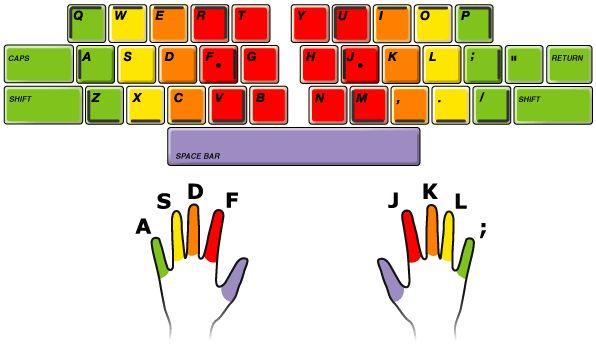 Q W E R T Y U I O P
CAPS A S D F G H J K L ; " RETURN
SHIFT Z X C V B N M , . / SHIFT
SPACE BAR
A S D F J K L ;